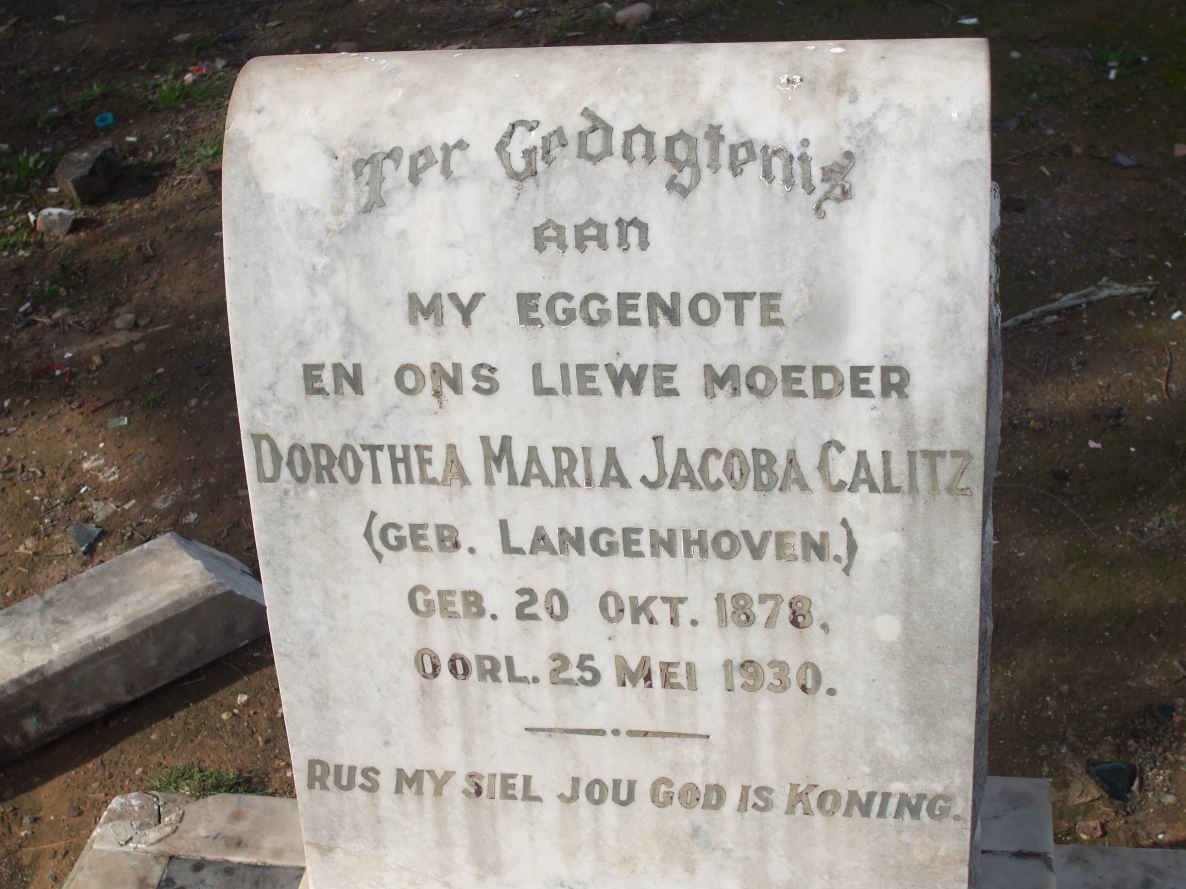 Ter Gedagtenis
aan
MY EGGENOTE
EN ONS LIEWE MOEDER
DOROTHEA MARIA JACOBA CALITZ
(GEB. LANGENHOVEN.)
GEB. 20 OKT. 1878,
OORL. 25 MEI 1930.
RUS MY SIEL JOU GOD IS KONING.